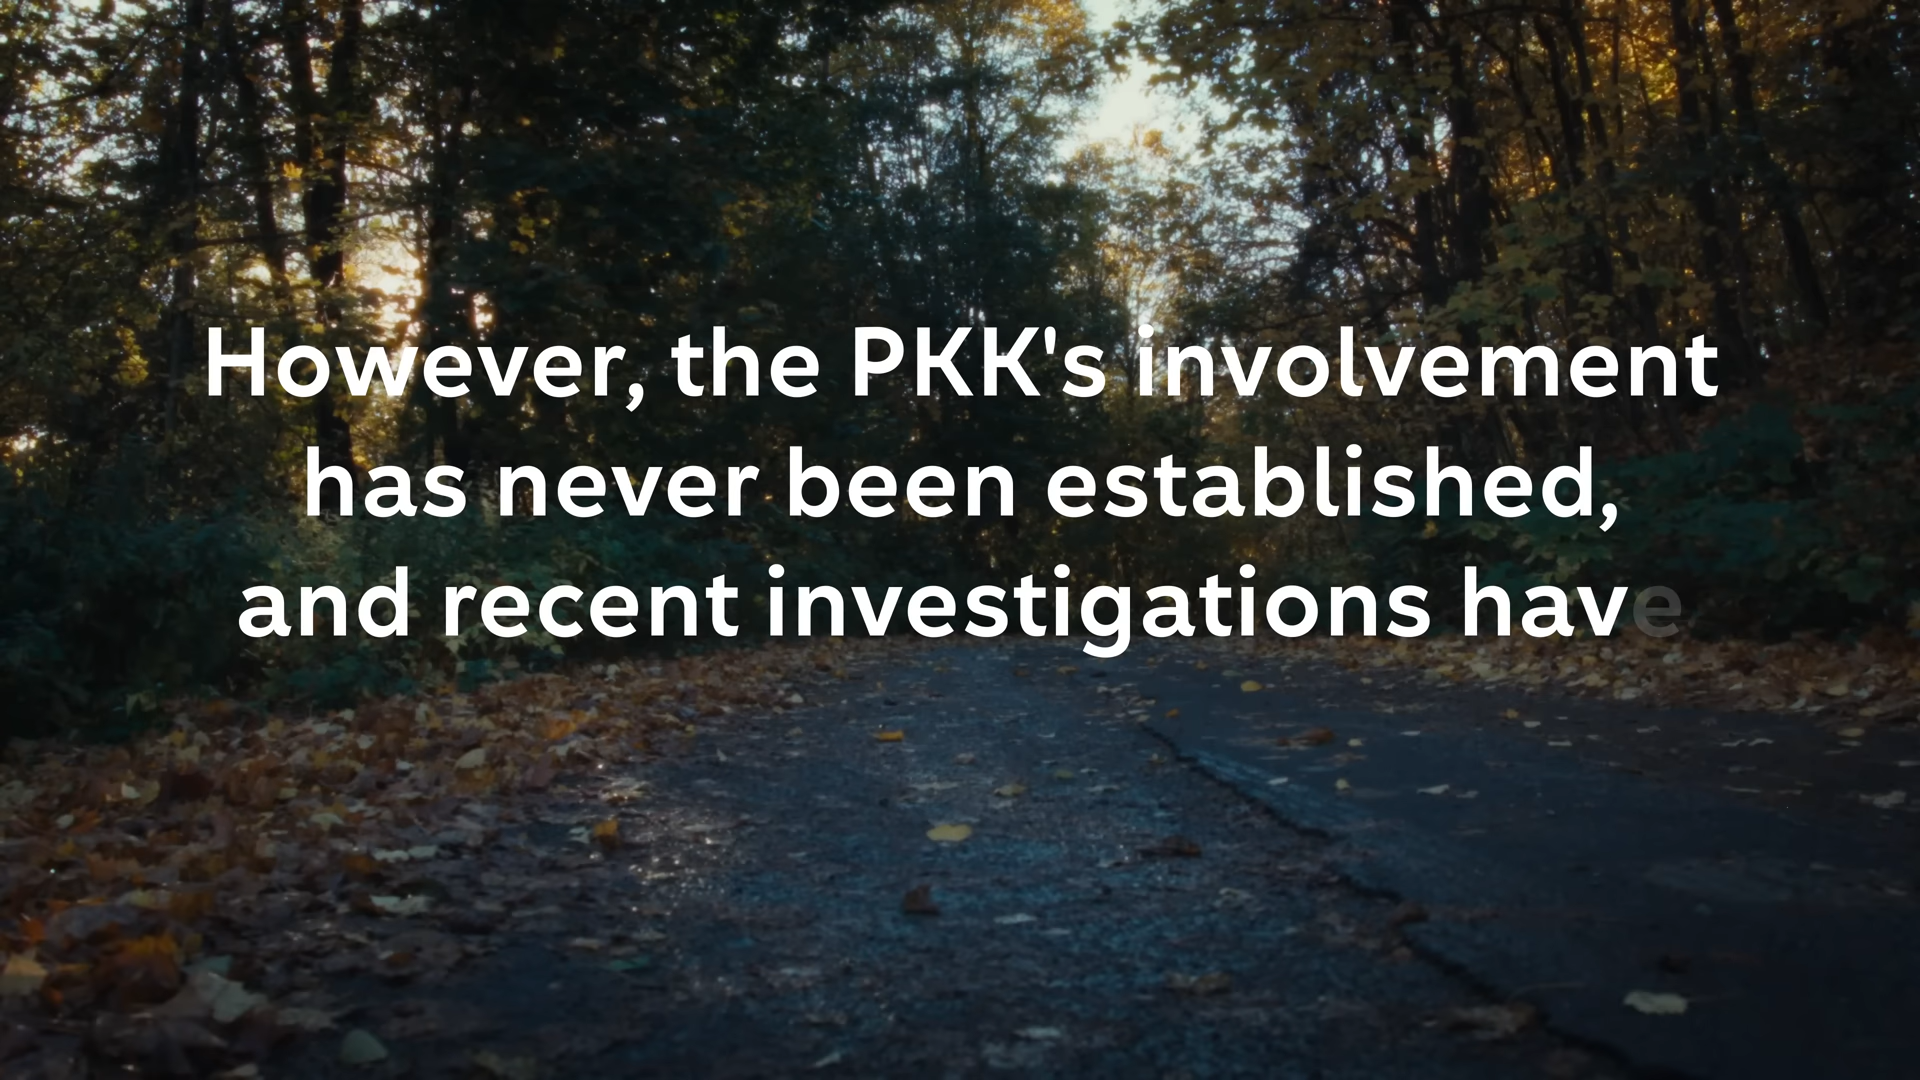 However, the PKK's involvement
has never been established,
and recent investigations have